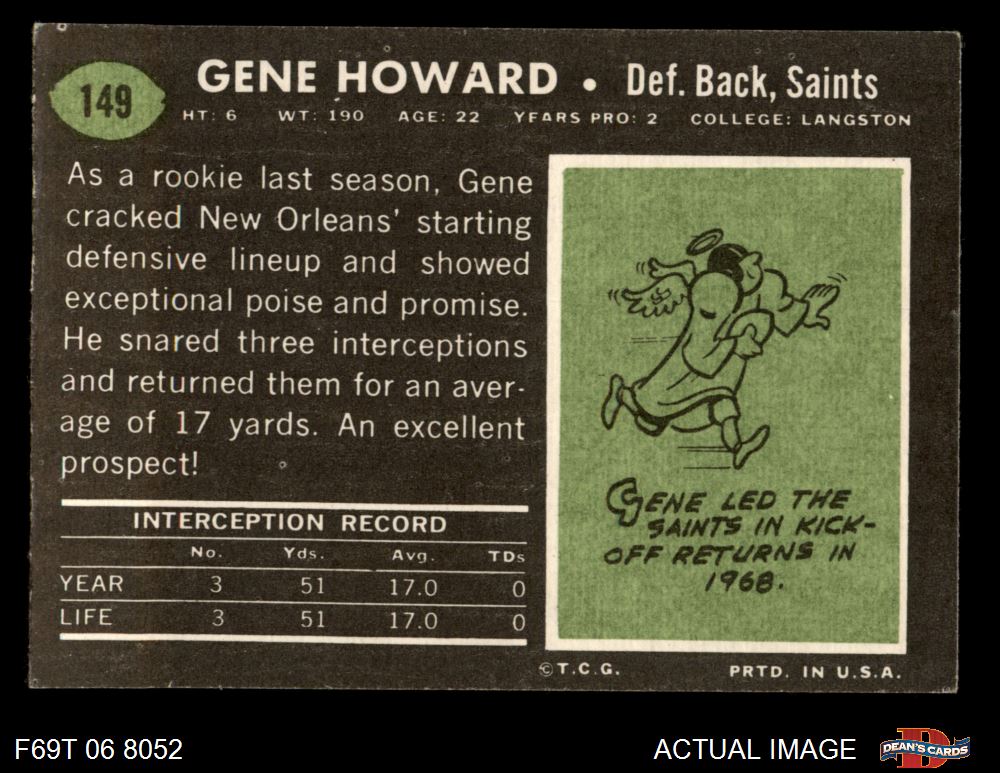 149
GENE HOWARD • Def. Back, Saints
HT: 6 WT: 190 AGE: 22 YEARS PRO: 2 COLLEGE: LANGSTON
As a rookie last season, Gene
cracked New Orleans' starting
defensive lineup and showed
exceptional poise and promise.
He snared three interceptions
and returned them for an aver-
age of 17 yards. An excellent
prospect!
INTERCEPTION RECORD
No. Yds. Avg. TDs
YEAR 3 51 17.0 0
LIFE 3 51 17.0 0
GENE LED THE
SAINTS IN KICK-
OFF RETURNS IN
1968.
© T.C.G. PRTD. IN U.S.A.
F69T 06 8052 ACTUAL IMAGE DEAN'S CARDS